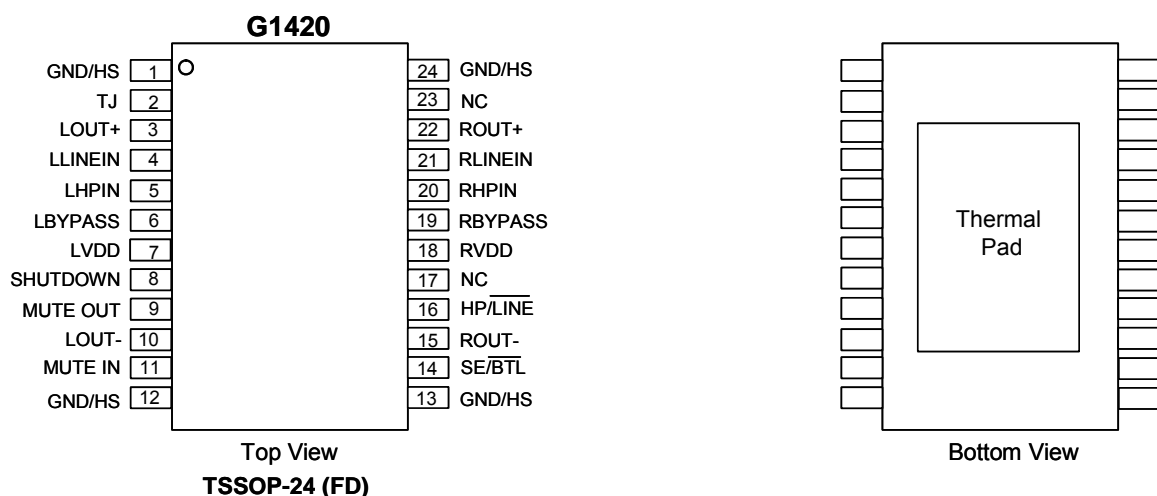 G1420
GND/HS 1 24 GND/HS
TJ 2 23 NC
LOUT+ 3 22 ROUT+
LLINEIN 4 21 RLINEIN
LHPIN 5 20 RHPIN
LBYPASS 6 19 RBYPASS
LVDD 7 18 RVDD
SHUTDOWN 8 17 NC
MUTE OUT 9 16 HP/L̅I̅N̅E̅
LOUT- 10 15 ROUT-
MUTE IN 11 14 SE/B̅T̅L̅
GND/HS 12 13 GND/HS
Top View
TSSOP-24 (FD)
Thermal
Pad
Bottom View